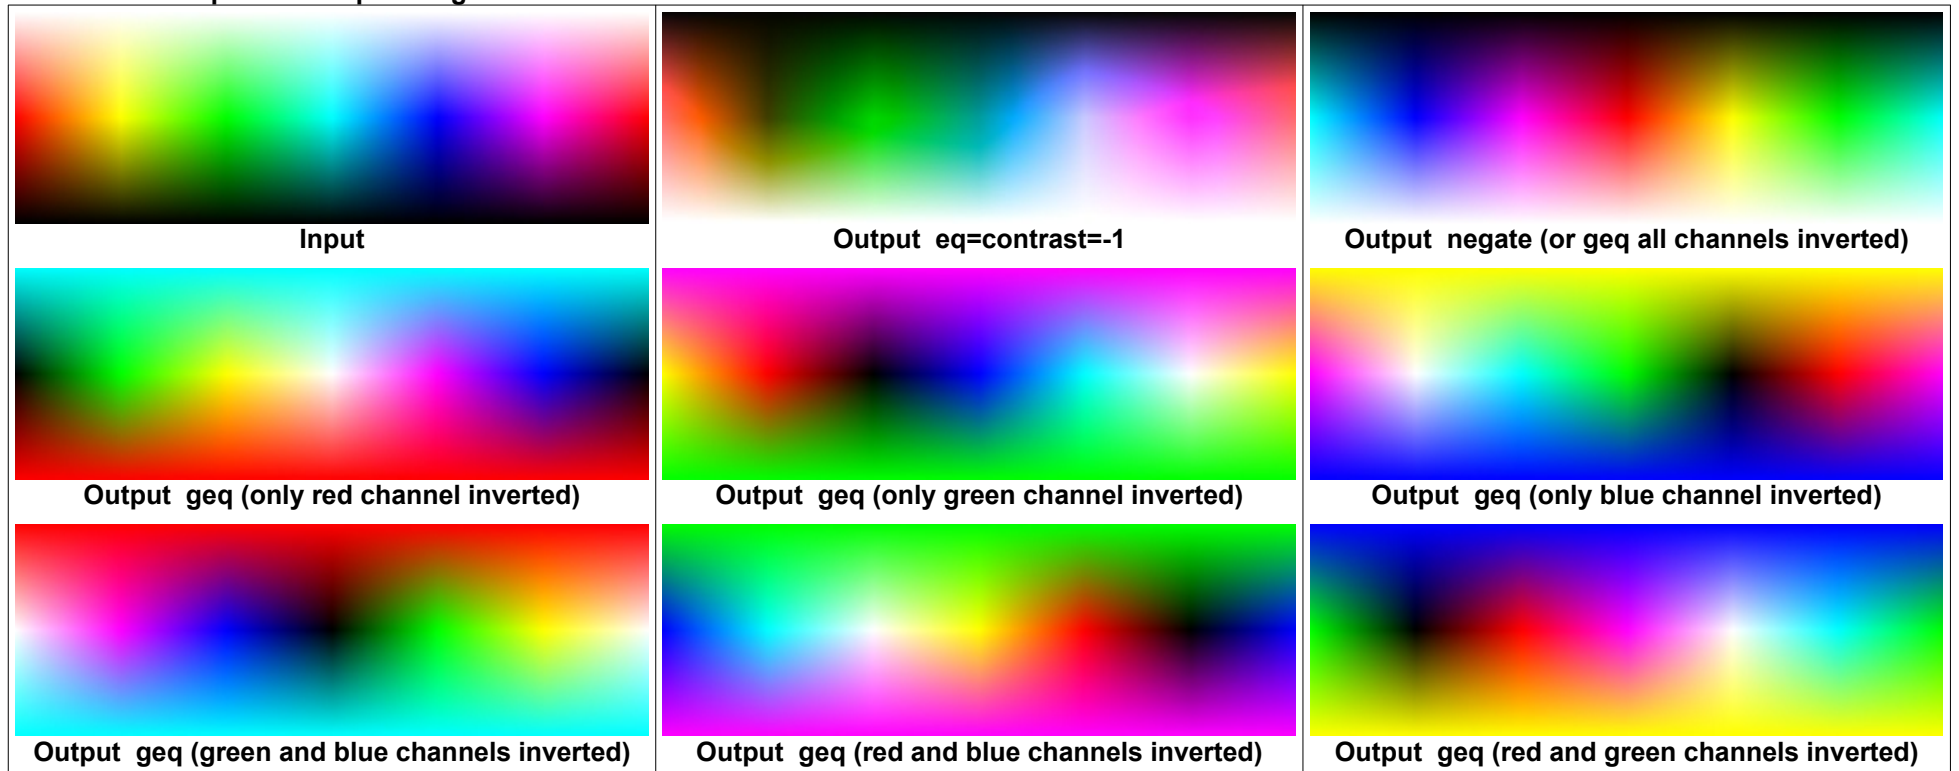 Input
Output eq=contrast=-1
Output negate (or geq all channels inverted)
Output geq (only red channel inverted)
Output geq (only green channel inverted)
Output geq (only blue channel inverted)
Output geq (green and blue channels inverted)
Output geq (red and blue channels inverted)
Output geq (red and green channels inverted)